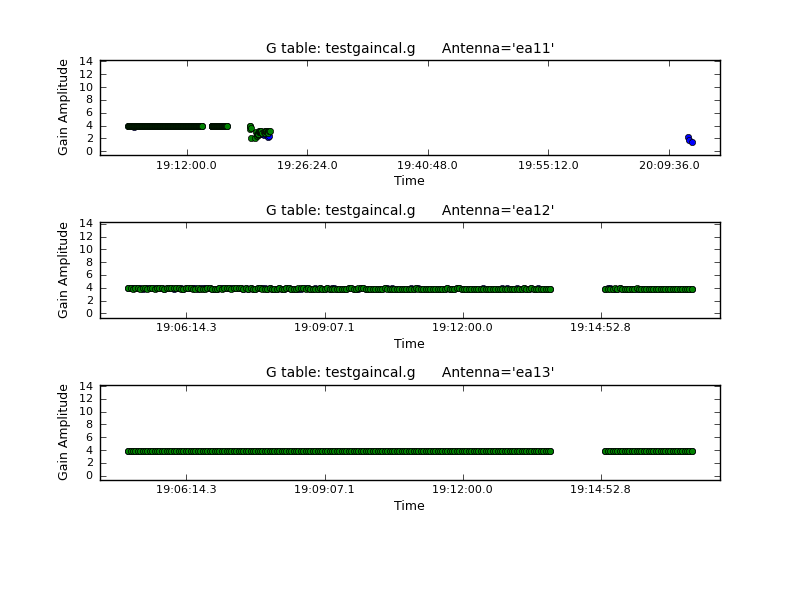 G table: testgaincal.g Antenna='ea11'
Gain Amplitude
14
12
10
8
6
4
2
0
19:12:00.0 19:26:24.0 19:40:48.0 19:55:12.0 20:09:36.0
Time
G table: testgaincal.g Antenna='ea12'
Gain Amplitude
14
12
10
8
6
4
2
0
19:06:14.3 19:09:07.1 19:12:00.0 19:14:52.8
Time
G table: testgaincal.g Antenna='ea13'
Gain Amplitude
14
12
10
8
6
4
2
0
19:06:14.3 19:09:07.1 19:12:00.0 19:14:52.8
Time